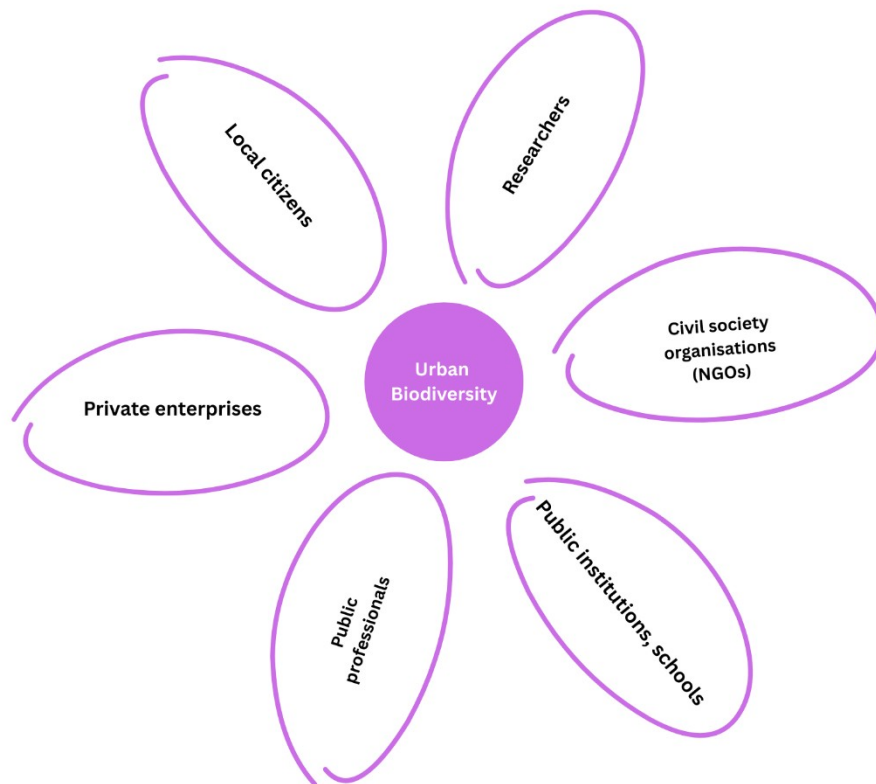 Local citizens
Researchers
Civil society
organisations
(NGOs)
Urban
Biodiversity
Private enterprises
Public
professionals
Public institutions, schools